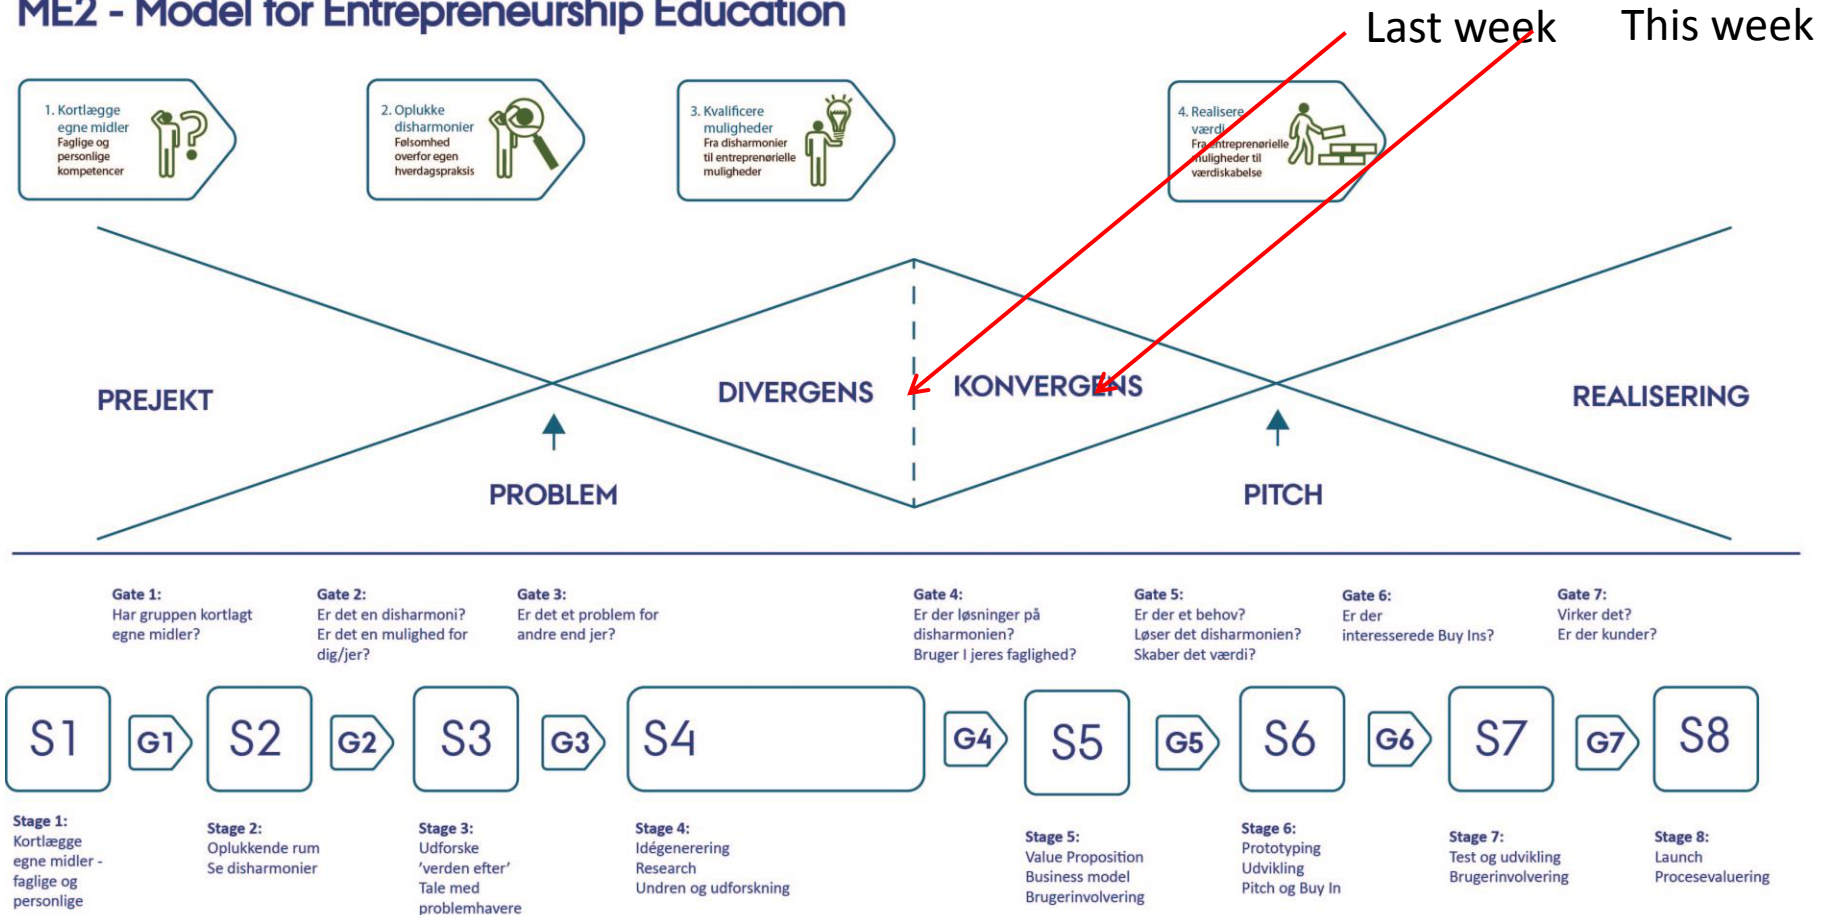 ME2 - Model for Entrepreneurship Education
Last week
This week
1. Kortlægge
egne midler
Faglige og
personlige
kompetencer
2. Oplukke
disharmonier
Følsomhed
overfor egen
hverdagspraksis
3. Kvalificere
muligheder
Fra disharmonier
til entreprenørielle
muligheder
4. Realisere
værdi
Fra entreprenørielle
muligheder til
værdiskabelse
PREJEKT
DIVERGENS
KONVERGENS
REALISERING
PROBLEM
PITCH
Gate 1:
Har gruppen kortlagt
egne midler?
Gate 2:
Er det en disharmoni?
Er det en mulighed for
dig/jer?
Gate 3:
Er det et problem for
andre end jer?
Gate 4:
Er der løsninger på
disharmonien?
Bruger I jeres faglighed?
Gate 5:
Er der et behov?
Løser det disharmonien?
Skaber det værdi?
Gate 6:
Er der
interesserede Buy Ins?
Gate 7:
Virker det?
Er der kunder?
S1
G1
S2
G2
S3
G3
S4
G4
S5
G5
S6
G6
S7
G7
S8
Stage 1:
Kortlægge
egne midler -
faglige og
personlige
Stage 2:
Oplukkende rum
Se disharmonier
Stage 3:
Udforske
'verden efter'
Tale med
problemhavere
Stage 4:
Idégenerering
Research
Undren og udforskning
Stage 5:
Value Proposition
Business model
Brugerinvolvering
Stage 6:
Prototyping
Udvikling
Pitch og Buy In
Stage 7:
Test og udvikling
Brugerinvolvering
Stage 8:
Launch
Procesevaluering